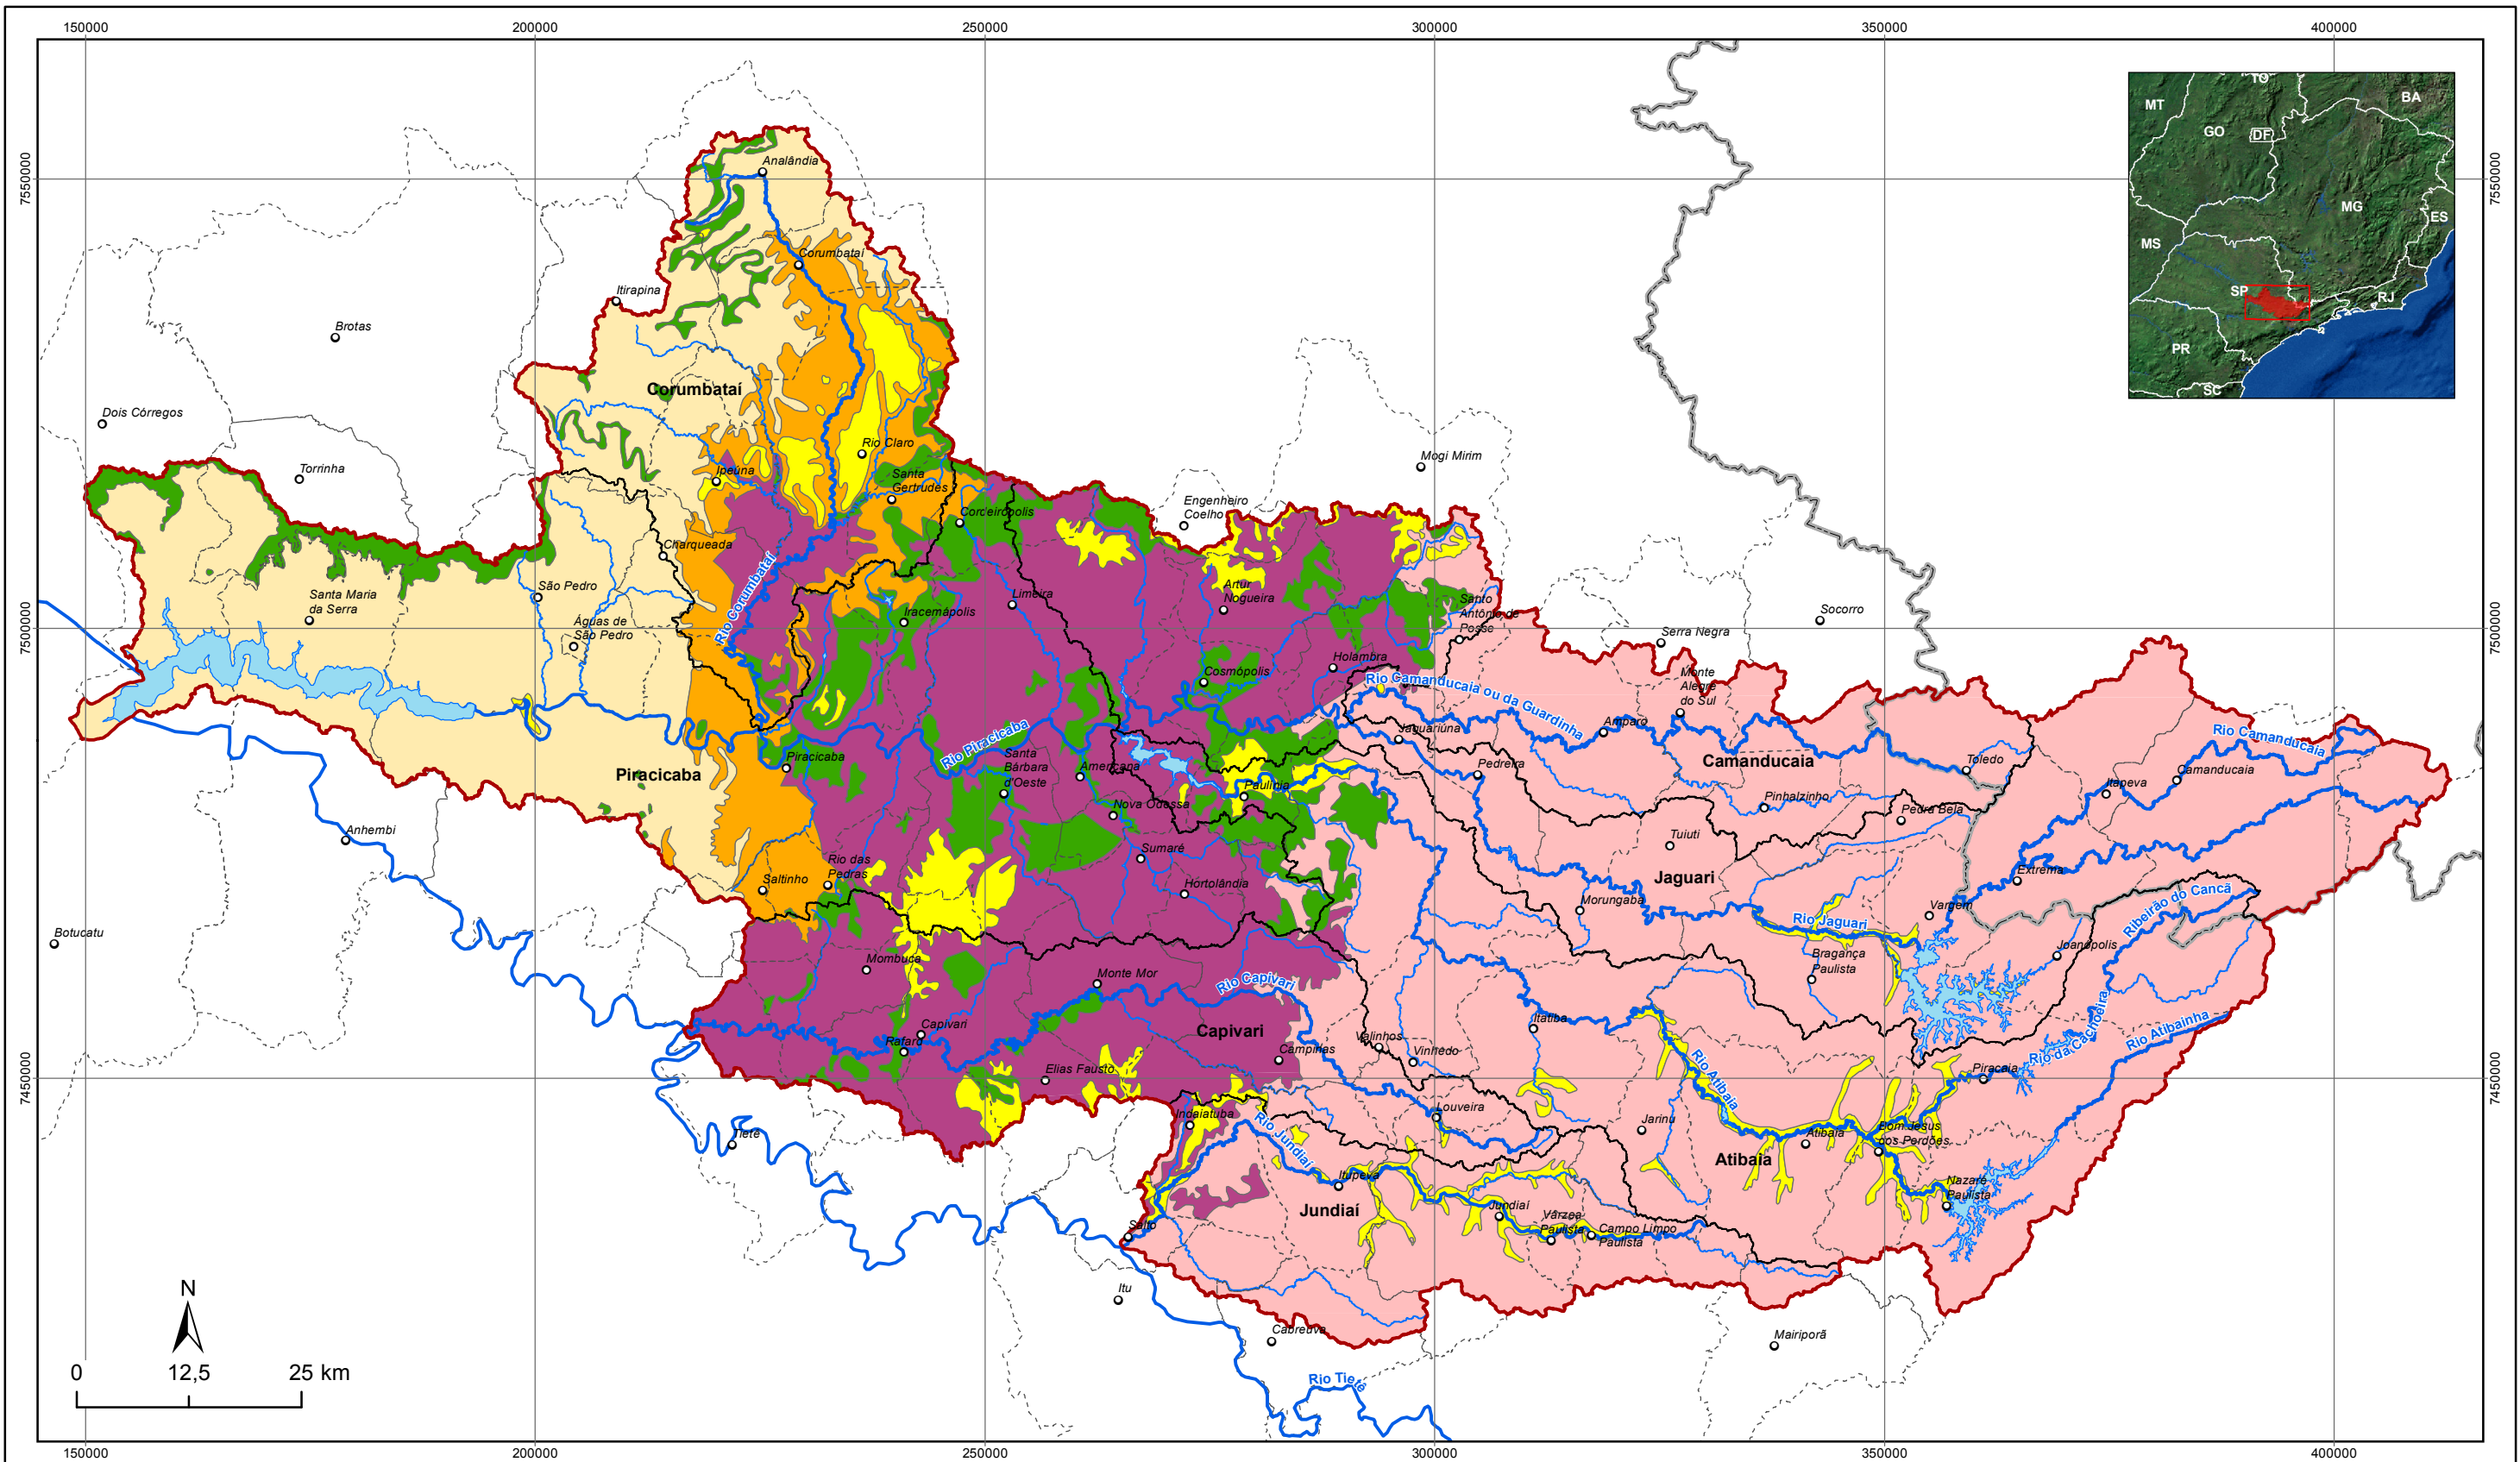 150000
200000
250000
300000
350000
400000
7550000
7550000
7500000
7500000
7450000
7450000
TO
BA
MT
GO
DF
MG
ES
MS
SP
RJ
PR
SC
Analândia
Corumbataí
Itirapina
Brotas
Corumbataí
Dois Córregos
Rio Claro
Torrinha
Ipeúna
Santa
Gertrudes
Mogi Mirim
Engenheiro
Coelho
Cordeirópolis
Charqueada
São Pedro
Santa Maria
da Serra
Águas de
São Pedro
Rio Corumbataí
Iracemápolis
Limeira
Artur
Nogueira
Santo
Antônio de
Posse
Socorro
Serra Negra
Holambra
Cosmópolis
Monte
Alegre
do Sul
Rio Camanducaia ou da Guardinha
Amparo
Jaguariúna
Rio Camanducaia
Rio Piracicaba
Santa
Bárbara
d'Oeste
Americana
Piracicaba
Piracicaba
Pedreira
Camanducaia
Toledo
Itapeva
Camanducaia
Paulínia
Pinhalzinho
Pedra Bela
Nova Odessa
Anhembi
Tuiuti
Sumaré
Rio das
Pedras
Saltinho
Hortolândia
Jaguari
Extrema
Ribeirão do Cancã
Morungaba
Vargem
Rio Jaguari
Botucatu
Joanópolis
Bragança
Paulista
Mombuca
Monte Mor
Rio Capivari
Capivari
Rafard
Capivari
Itatiba
Valinhos
Vinhedo
Campinas
Rio da Cachoeira
Rio Atibainha
Elias Fausto
Rio Atibaia
Piracaia
Indaiatuba
Louveira
Rio Jundiaí
Jarinu
Atibaia
Bom Jesus
dos Perdões
Tietê
Atibaia
Itupeva
Nazaré
Paulista
Jundiaí
Jundiaí
Várzea
Paulista
Campo Limpo
Paulista
Salto
Itu
Cabreúva
Mairiporã
Rio Tietê
N
0
12,5
25 km
150000
200000
250000
300000
350000
400000